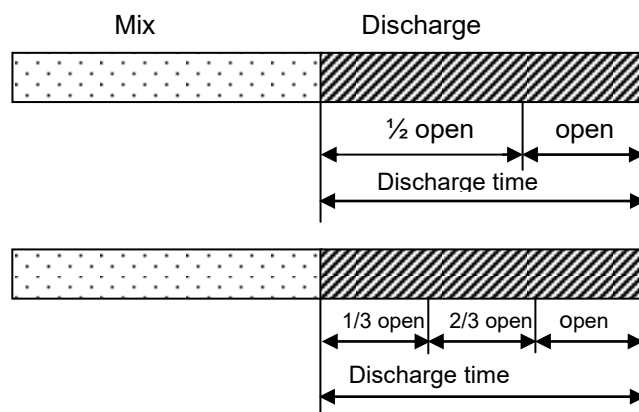 Mix Discharge
½ open open
Discharge time
1/3 open 2/3 open open
Discharge time